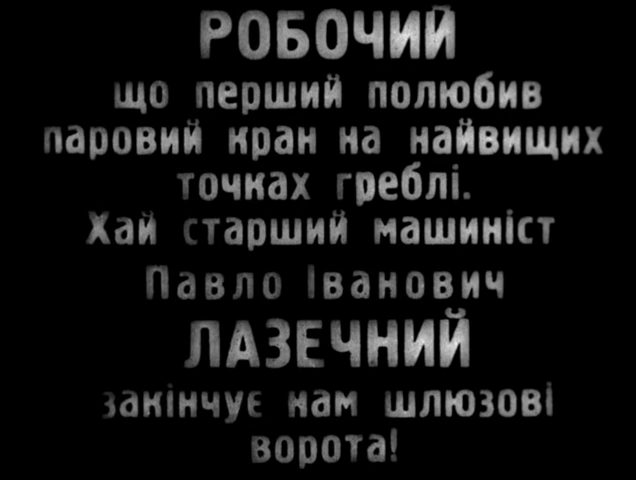 РОБОЧИЙ
що перший полюбив
паровий кран на найвищих
точках греблі.
Хай старший машиніст
Павло Іванович
ЛАЗЕЧНИЙ
закінчує нам шлюзові
ворота!